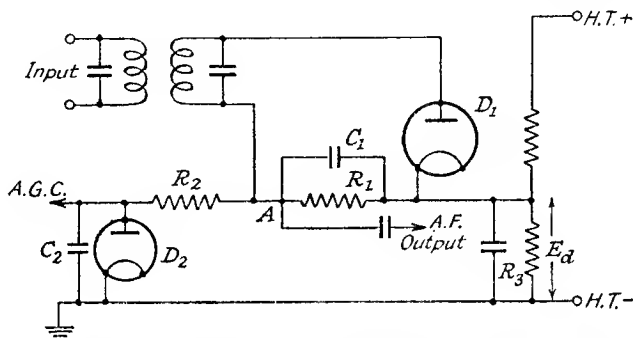 H.T.+
Input
D1
C1
A.G.C.
R2
R1
A
A.F.
Output
C2
D2
R3
Ed
H.T.-